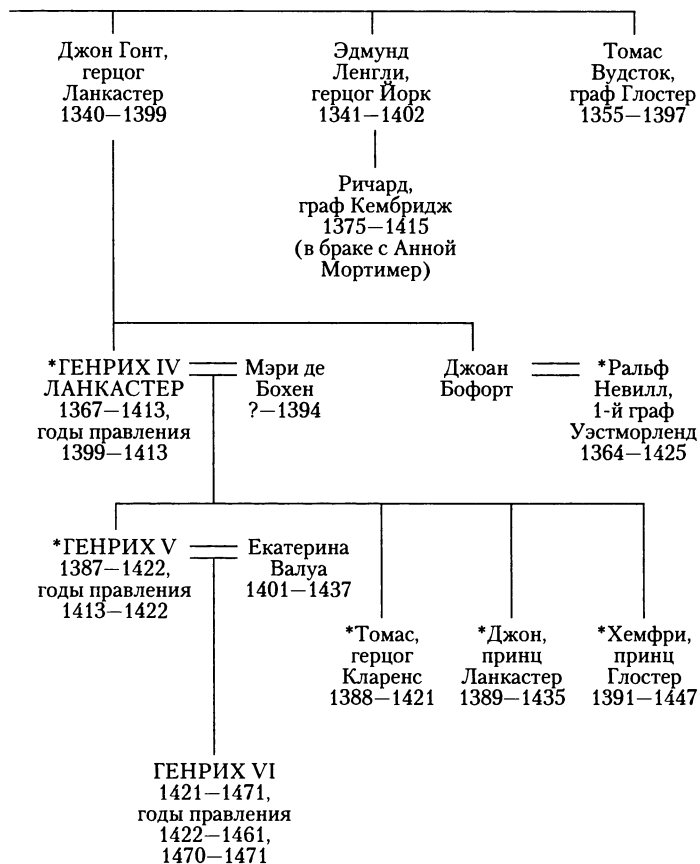 Джон Гонт,
герцог
Ланкастер
1340—1399
Эдмунд
Ленгли,
герцог Йорк
1341—1402
Томас
Вудсток,
граф Глостер
1355—1397
Ричард,
граф Кембридж
1375—1415
(в браке с Анной
Мортимер)
*ГЕНРИХ IV
ЛАНКАСТЕР
1367—1413,
годы правления
1399—1413
Мэри де
Бохен
?—1394
Джоан
Бофорт
*Ральф
Невилл,
1-й граф
Уэстморленд
1364—1425
*ГЕНРИХ V
1387—1422,
годы правления
1413—1422
Екатерина
Валуа
1401—1437
*Томас,
герцог
Кларенс
1388—1421
*Джон,
принц
Ланкастер
1389—1435
*Хемфри,
принц
Глостер
1391—1447
ГЕНРИХ VI
1421—1471,
годы правления
1422—1461,
1470—1471